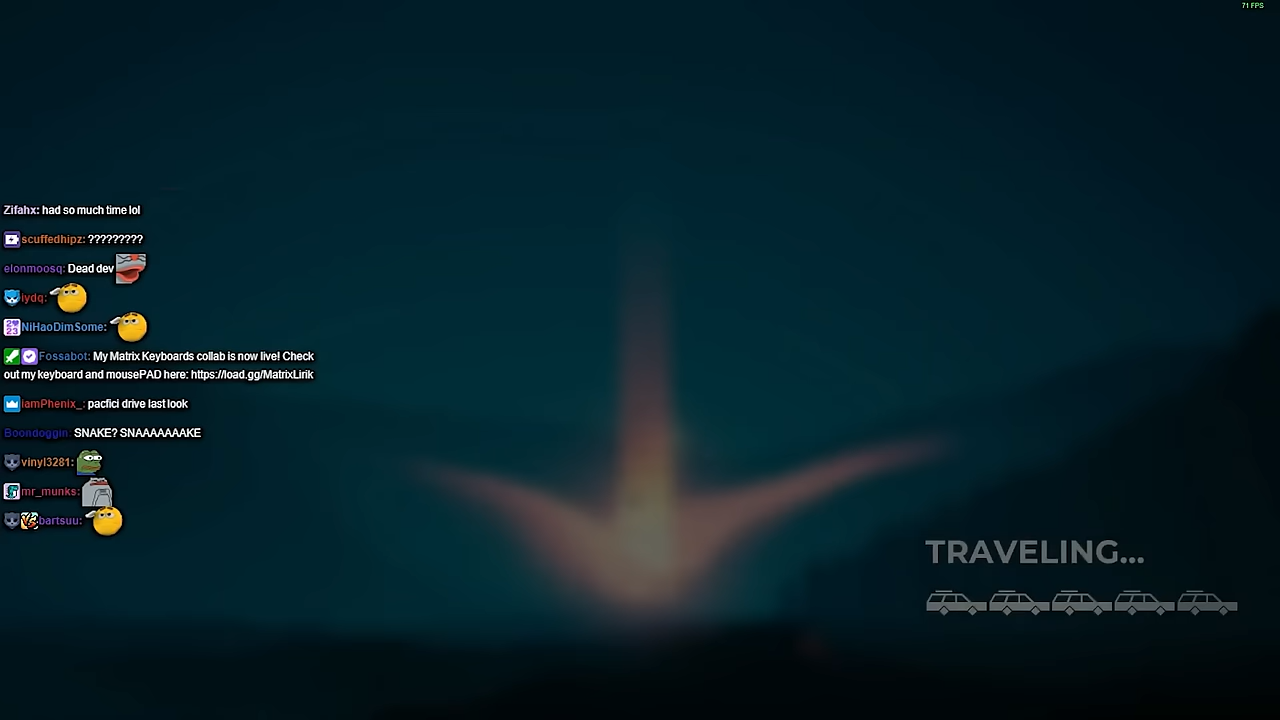 71 FPS
Zifahx: had so much time lol
scuffedhipz: ?????????
elonmoosq: Dead dev
iydq:
NiHaoDimSome:
Fossabot: My Matrix Keyboards collab is now live! Check
out my keyboard and mousePAD here: https://load.gg/MatrixLirik
IamPhenix_: pacfici drive last look
Boondoggin: SNAKE? SNAAAAAAAKE
vinyl3281:
mr_munks:
bartsuu:
TRAVELING...